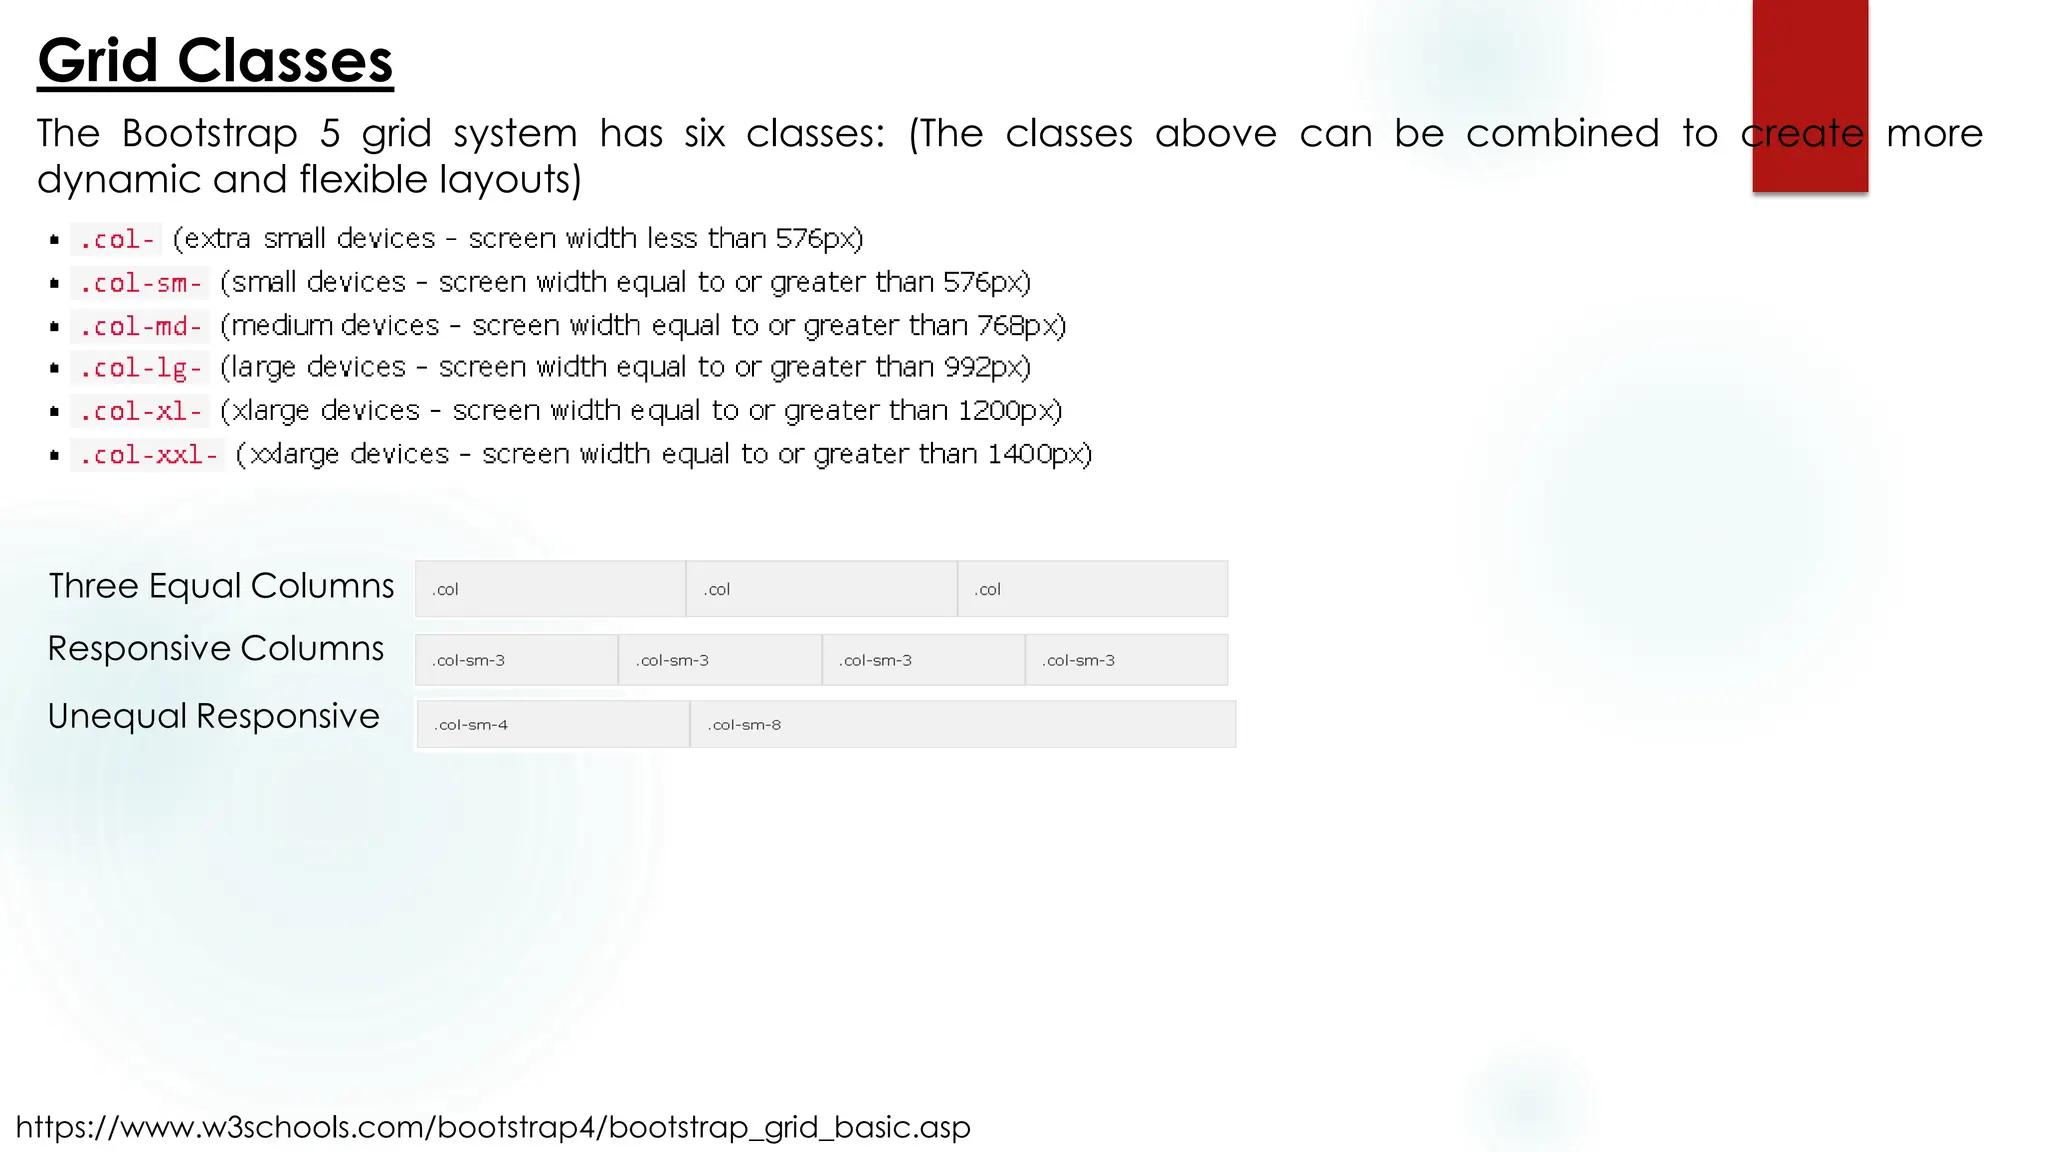 Grid Classes
The Bootstrap 5 grid system has six classes: (The classes above can be combined to create more
dynamic and flexible layouts)
▪ .col- (extra small devices - screen width less than 576px)
▪ .col-sm- (small devices - screen width equal to or greater than 576px)
▪ .col-md- (medium devices - screen width equal to or greater than 768px)
▪ .col-lg- (large devices - screen width equal to or greater than 992px)
▪ .col-xl- (xlarge devices - screen width equal to or greater than 1200px)
▪ .col-xxl- (xxlarge devices - screen width equal to or greater than 1400px)
Three Equal Columns .col .col .col
Responsive Columns .col-sm-3 .col-sm-3 .col-sm-3 .col-sm-3
Unequal Responsive .col-sm-4 .col-sm-8
https://www.w3schools.com/bootstrap4/bootstrap_grid_basic.asp